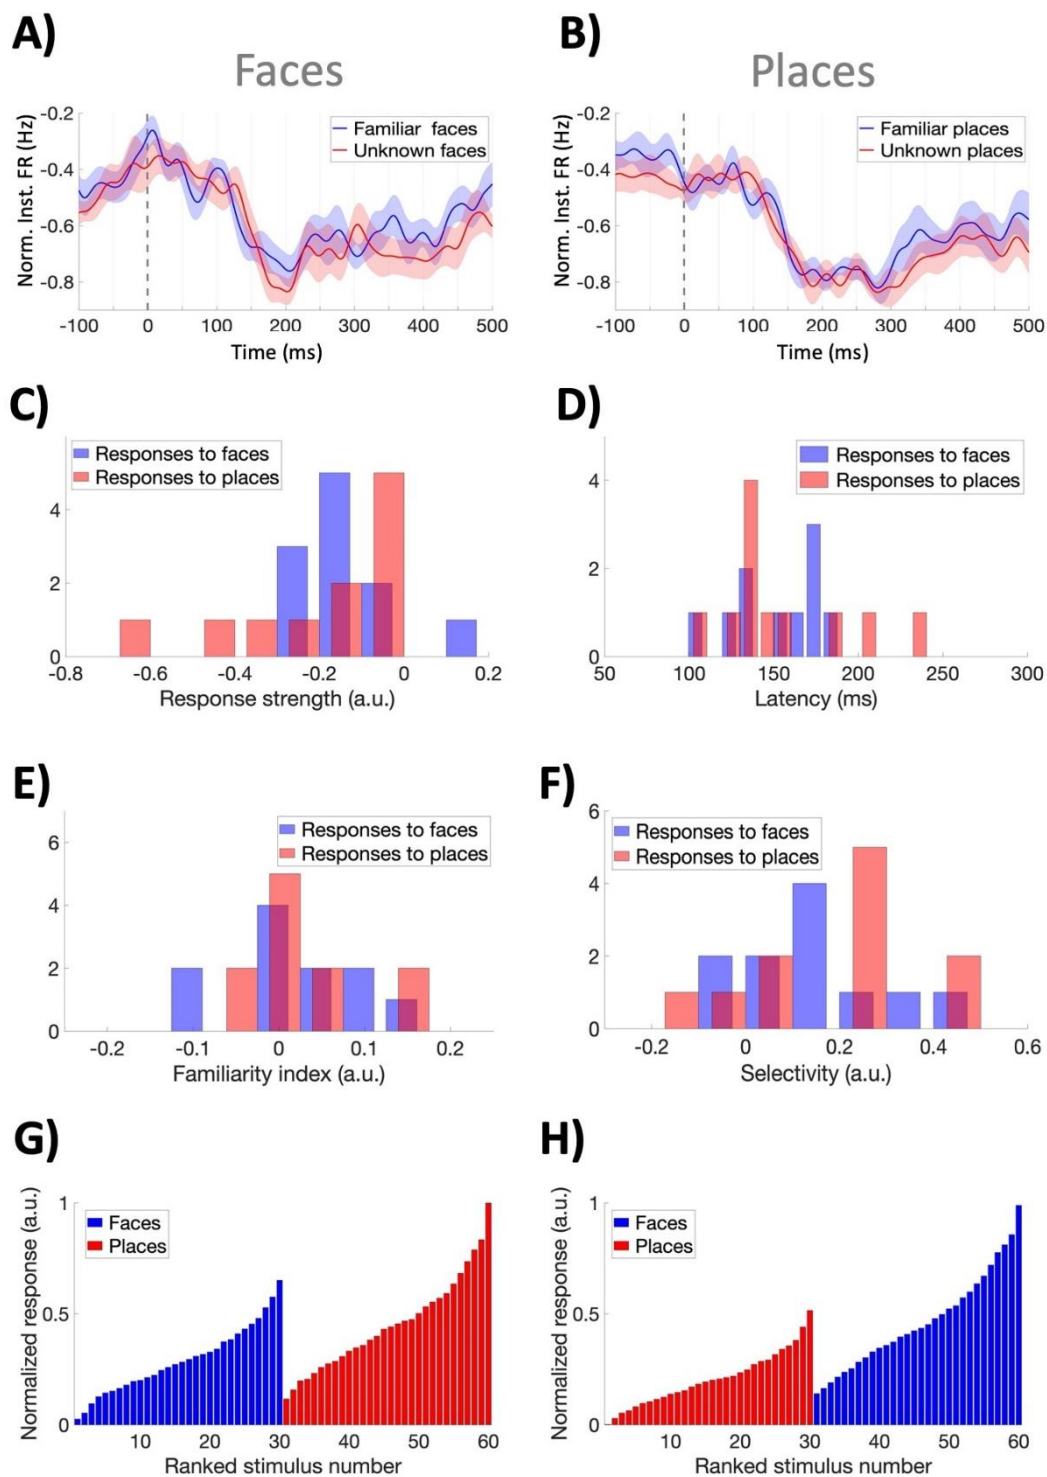 A)
B)
Faces
Places
Norm. Inst. FR (Hz)
-0.2
-0.4
-0.6
-0.8
Familiar faces
Unknown faces
-100 0 100 200 300 400 500
Time (ms)
Norm. Inst. FR (Hz)
-0.2
-0.4
-0.6
-0.8
Familiar places
Unknown places
-100 0 100 200 300 400 500
Time (ms)
C)
D)
Responses to faces
Responses to places
4
2
0
-0.8 -0.6 -0.4 -0.2 0 0.2
Response strength (a.u.)
Responses to faces
Responses to places
4
2
0
50 100 150 200 250 300
Latency (ms)
E)
F)
Responses to faces
Responses to places
6
4
2
0
-0.2 -0.1 0 0.1 0.2
Familiarity index (a.u.)
Responses to faces
Responses to places
6
4
2
0
-0.2 0 0.2 0.4 0.6
Selectivity (a.u.)
G)
H)
Normalized response (a.u.)
1
0.5
0
Faces
Places
10 20 30 40 50 60
Ranked stimulus number
Normalized response (a.u.)
1
0.5
0
Faces
Places
10 20 30 40 50 60
Ranked stimulus number